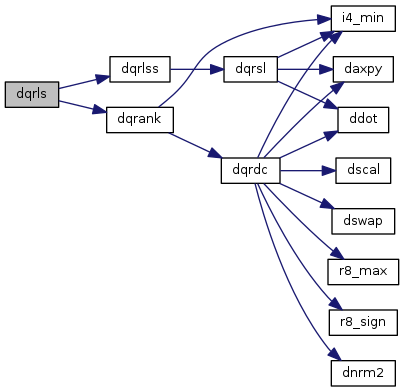 dqrls
dqrlss
dqrank
dqrsl
dqrdc
i4_min
daxpy
ddot
dscal
dswap
r8_max
r8_sign
dnrm2